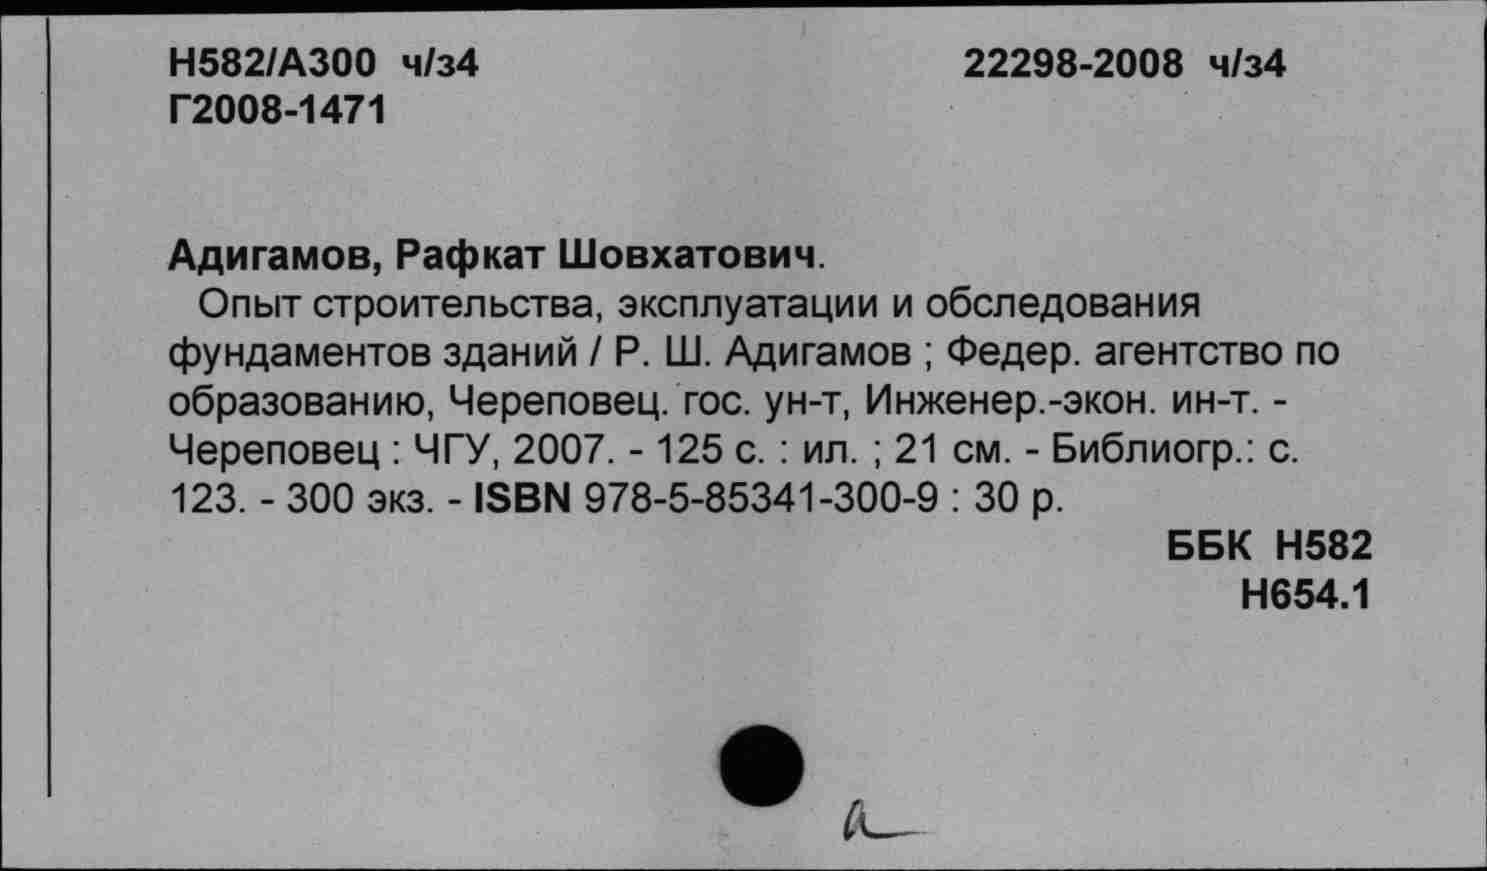 Н582/А300 ч/з4 22298-2008 ч/з4
Г2008-1471
Адигамов, Рафкат Шовхатович.
Опыт строительства, эксплуатации и обследования
фундаментов зданий / Р. Ш. Адигамов ; Федер. агентство по
образованию, Череповец. гос. ун-т, Инженер.-экон. ин-т. -
Череповец : ЧГУ, 2007. - 125 с. : ил. ; 21 см. - Библиогр.: с.
123. - 300 экз. - ISBN 978-5-85341-300-9 : 30 р.
ББК Н582
Н654.1